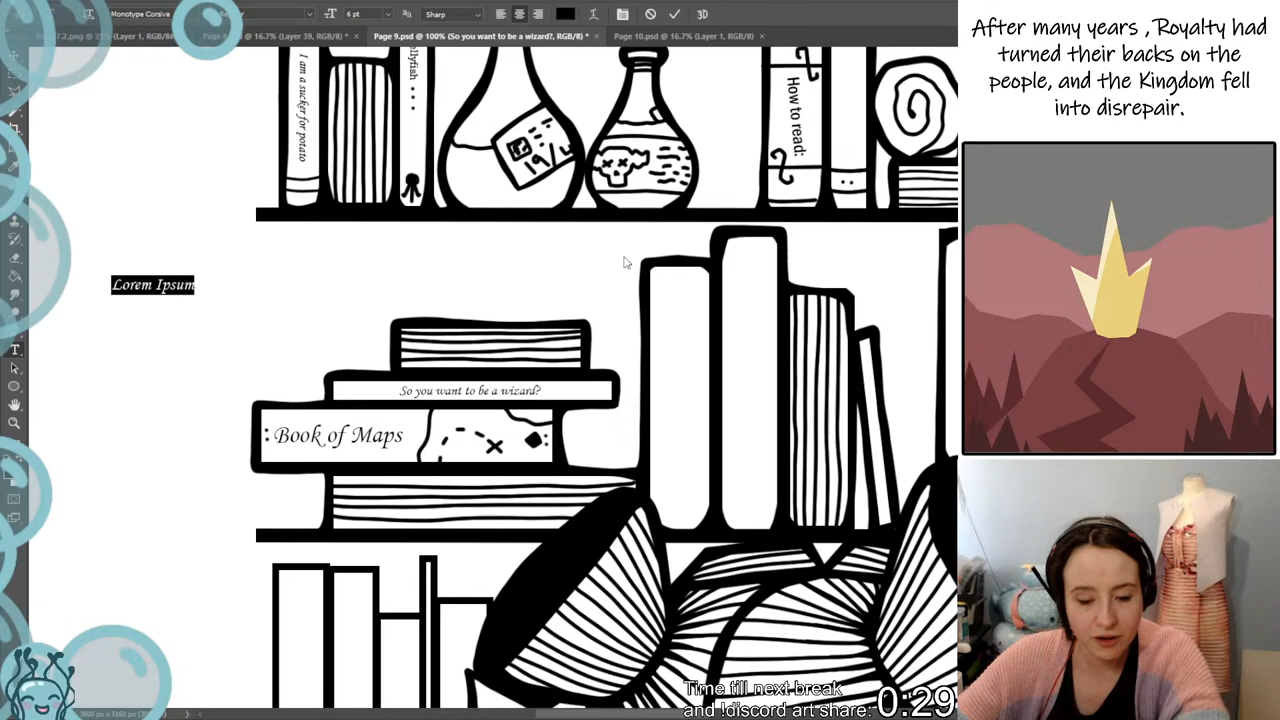 Monotype Corsiva
6 pt
Sharp
3D
Page 9.psd @ 100% (So you want to be a wizard?, RGB/8) *
Page 10.psd @ 16.7% (Layer 1, RGB/8)
I am a sucker for potato
ellyfish
How to read:
Lorem Ipsum
So you want to be a wizard?
Book of Maps
After many years , Royalty had
turned their backs on the
people, and the Kingdom fell
into disrepair.
Time till next break
and !discord art share: 0:29